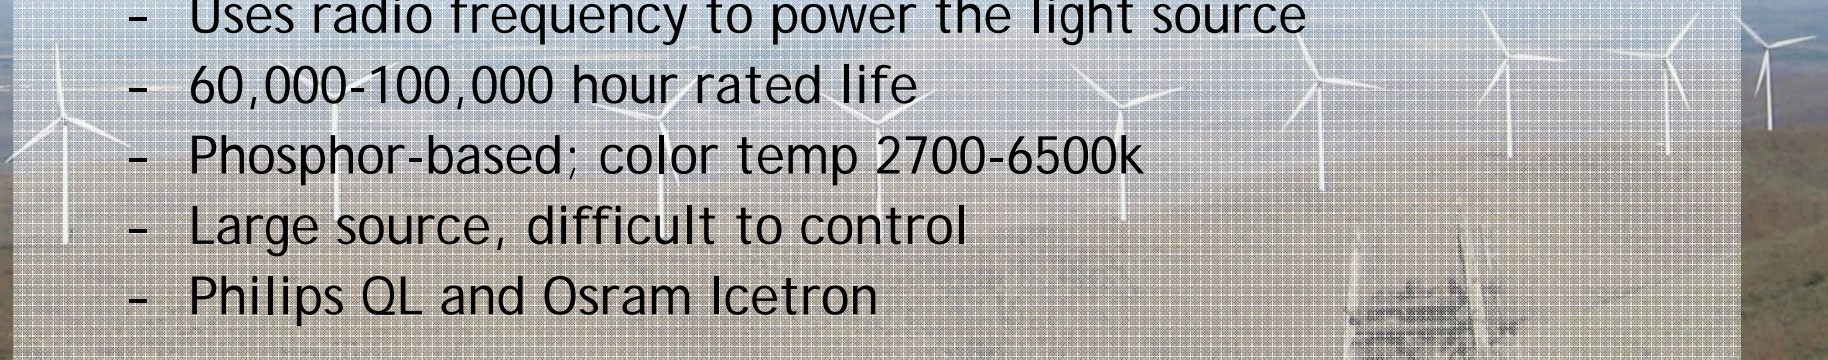 – Uses radio frequency to power the light source
– 60,000-100,000 hour rated life
– Phosphor-based; color temp 2700-6500k
– Large source, difficult to control
– Philips QL and Osram Icetron